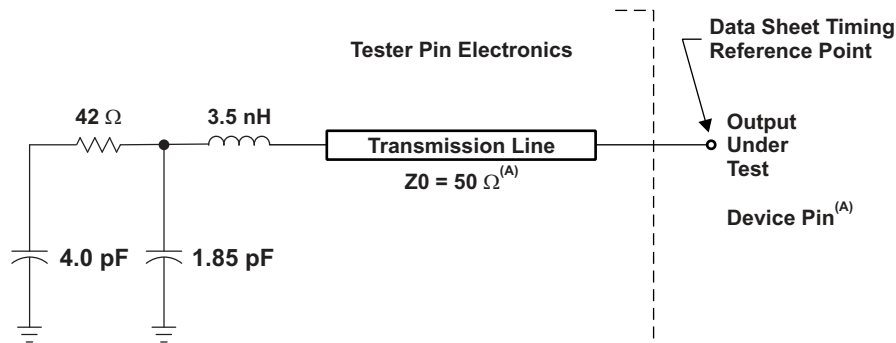 Tester Pin Electronics
Data Sheet Timing
Reference Point
42 Ω
3.5 nH
Transmission Line
Z0 = 50 Ω(A)
Output
Under
Test
Device Pin(A)
4.0 pF
1.85 pF